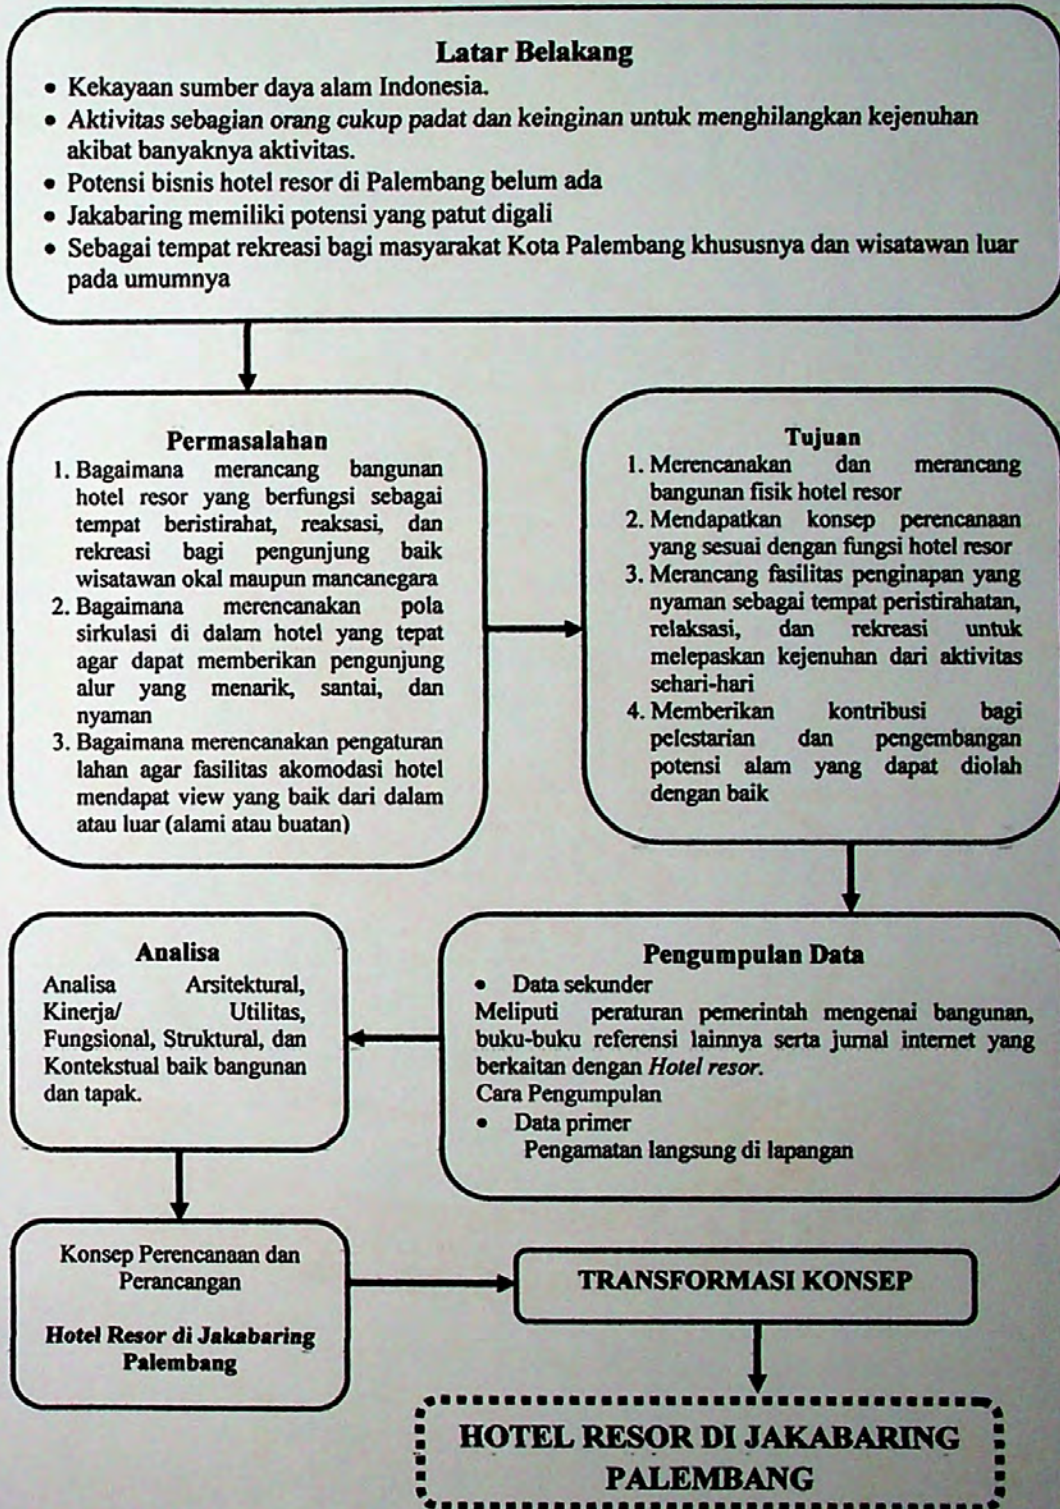 Latar Belakang
• Kekayaan sumber daya alam Indonesia.
• Aktivitas sebagian orang cukup padat dan keinginan untuk menghilangkan kejenuhan
akibat banyaknya aktivitas.
• Potensi bisnis hotel resor di Palembang belum ada
• Jakabaring memiliki potensi yang patut digali
• Sebagai tempat rekreasi bagi masyarakat Kota Palembang khususnya dan wisatawan luar
pada umumnya
Permasalahan
1. Bagaimana merancang bangunan
hotel resor yang berfungsi sebagai
tempat beristirahat, reaksasi, dan
rekreasi bagi pengunjung baik
wisatawan okal maupun mancanegara
2. Bagaimana merencanakan pola
sirkulasi di dalam hotel yang tepat
agar dapat memberikan pengunjung
alur yang menarik, santai, dan
nyaman
3. Bagaimana merencanakan pengaturan
lahan agar fasilitas akomodasi hotel
mendapat view yang baik dari dalam
atau luar (alami atau buatan)
Tujuan
1. Merencanakan dan merancang
bangunan fisik hotel resor
2. Mendapatkan konsep perencanaan
yang sesuai dengan fungsi hotel resor
3. Merancang fasilitas penginapan yang
nyaman sebagai tempat peristirahatan,
relaksasi, dan rekreasi untuk
melepaskan kejenuhan dari aktivitas
sehari-hari
4. Memberikan kontribusi bagi
pelestarian dan pengembangan
potensi alam yang dapat diolah
dengan baik
Pengumpulan Data
• Data sekunder
Meliputi peraturan pemerintah mengenai bangunan,
buku-buku referensi lainnya serta jurnal internet yang
berkaitan dengan Hotel resor.
Cara Pengumpulan
• Data primer
Pengamatan langsung di lapangan
Analisa
Analisa Arsitektural,
Kinerja/ Utilitas,
Fungsional, Struktural, dan
Kontekstual baik bangunan
dan tapak.
Konsep Perencanaan dan
Perancangan
Hotel Resor di Jakabaring
Palembang
TRANSFORMASI KONSEP
HOTEL RESOR DI JAKABARING
PALEMBANG